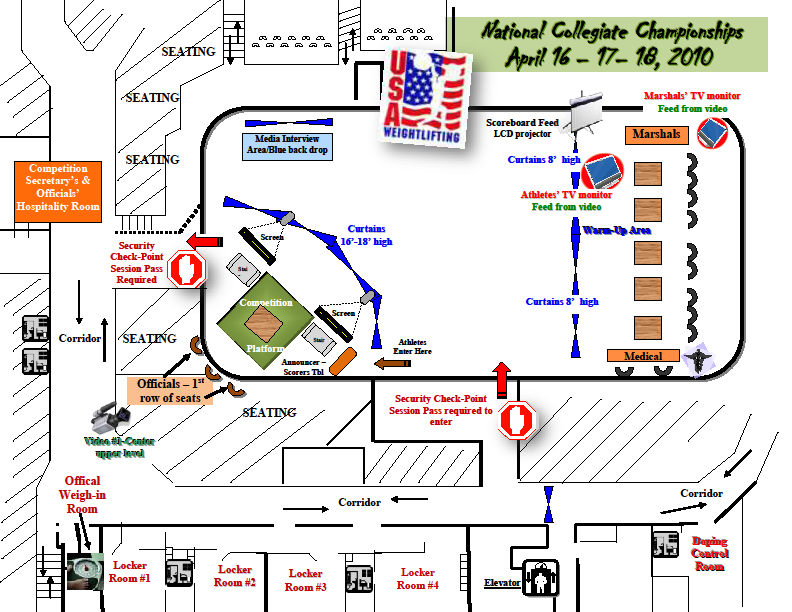 National Collegiate Championships
April 16 – 17– 18, 2010
SEATING
SEATING
SEATING
USA
WEIGHTLIFTING
Marshals' TV monitor
Feed from video
Scoreboard Feed
LCD projector
Marshals
Media Interview
Area/Blue back drop
Curtains 8' high
Competition
Secretary's &
Officials'
Hospitality Room
Athletes' TV monitor
Feed from video
Curtains
16'-18' high
Warm-Up Area
Screen
Security
Check-Point
Session Pass
Required
Stai
Competition
Curtains 8' high
Screen
Corridor
SEATING
Platform
Stair
Athletes
Enter Here
Announcer –
Scorers Tbl
Medical
Officials – 1st
row of seats
SEATING
Security Check-Point
Session Pass required to
enter
Video #1-Center
upper level
Offical
Weigh-in
Room
Corridor
Corridor
Locker
Room #1
Locker
Room #2
Locker
Room #3
Locker
Room #4
Elevator
Doping
Control
Room